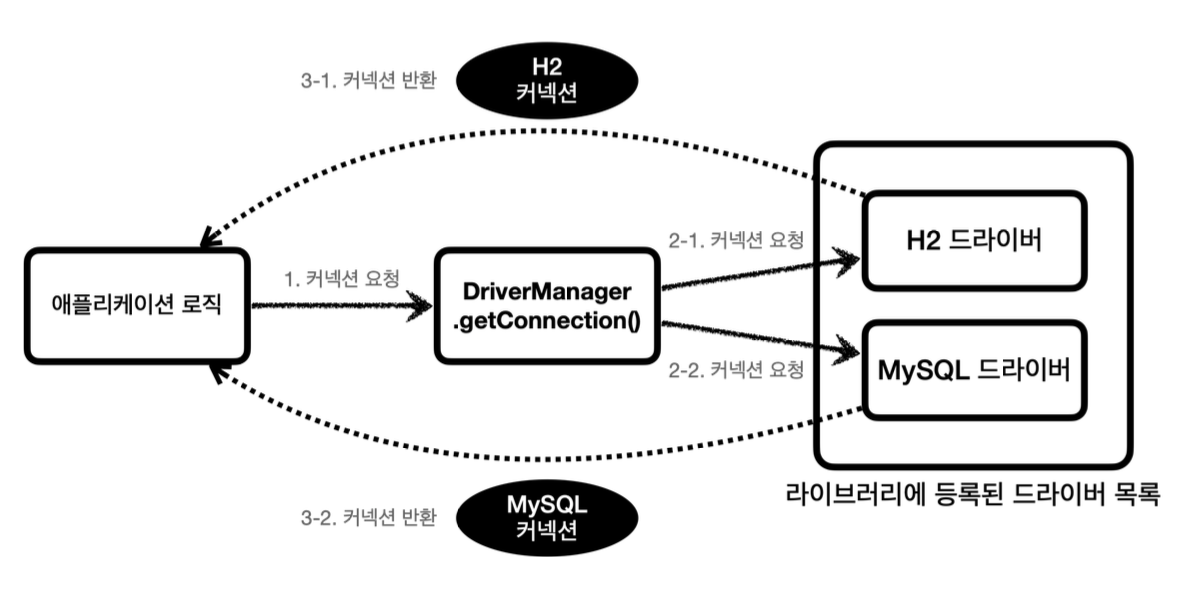 3-1. 커넥션 반환
H2
커넥션
애플리케이션 로직
1. 커넥션 요청
DriverManager
.getConnection()
2-1. 커넥션 요청
2-2. 커넥션 요청
H2 드라이버
MySQL 드라이버
라이브러리에 등록된 드라이버 목록
3-2. 커넥션 반환
MySQL
커넥션